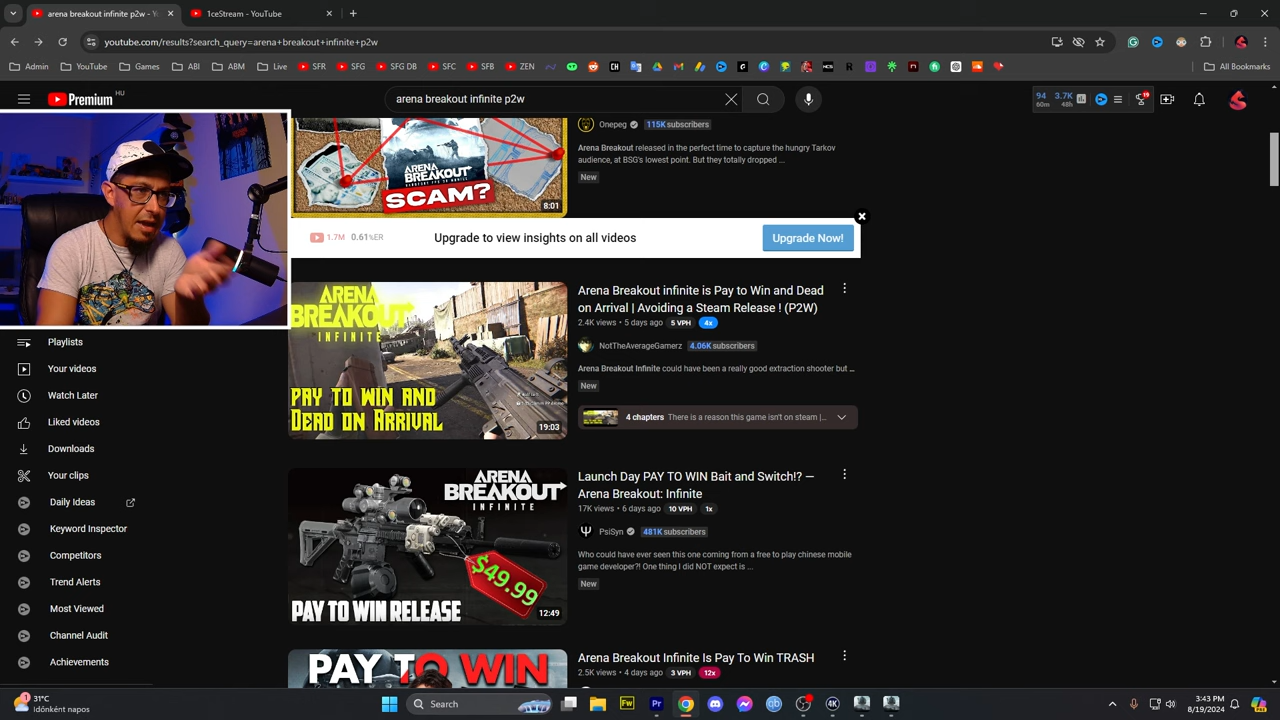 arena breakout infinite p2w - Yo
1ceStream - YouTube
youtube.com/results?search_query=arena+breakout+infinite+p2w
Admin
YouTube
Games
ABI
ABM
Live
SFR
SFG
SFG DB
SFC
SFB
ZEN
All Bookmarks
Premium HU
arena breakout infinite p2w
94 60m
3.7K 48h
19
Onepeg
115K subscribers
Arena Breakout released in the perfect time to capture the hungry Tarkov
audience, at BSG's lowest point. But they totally dropped ...
New
ARENA
BREAKOUT
SCAM?
8:01
1.7M 0.61%ER
Upgrade to view insights on all videos
Upgrade Now!
ARENA
BREAKOUT
INFINITE
PAY TO WIN AND
DEAD ON ARRIVAL
19:03
Arena Breakout infinite is Pay to Win and Dead
on Arrival | Avoiding a Steam Release ! (P2W)
2.4K views • 5 days ago 5 VPH 4x
NotTheAverageGamerz 4.06K subscribers
Arena Breakout Infinite could have been a really good extraction shooter but ...
New
4 chapters There is a reason this game isn't on steam |...
Playlists
Your videos
Watch Later
Liked videos
Downloads
Your clips
Daily Ideas
Keyword Inspector
Competitors
Trend Alerts
Most Viewed
Channel Audit
Achievements
ARENA
BREAKOUT
INFINITE
$49.99
PAY TO WIN RELEASE
12:49
Launch Day PAY TO WIN Bait and Switch!? —
Arena Breakout: Infinite
17K views • 6 days ago 10 VPH 1x
PsiSyn 481K subscribers
Who could have ever seen this one coming from a free to play chinese mobile
game developer?! One thing I did NOT expect is ...
New
PAY TO WIN
Arena Breakout Infinite Is Pay To Win TRASH
2.5K views • 4 days ago 3 VPH 12x
1
31°C
Időnként napos
Search
Fw
Pr
4K
3:43 PM
8/19/2024